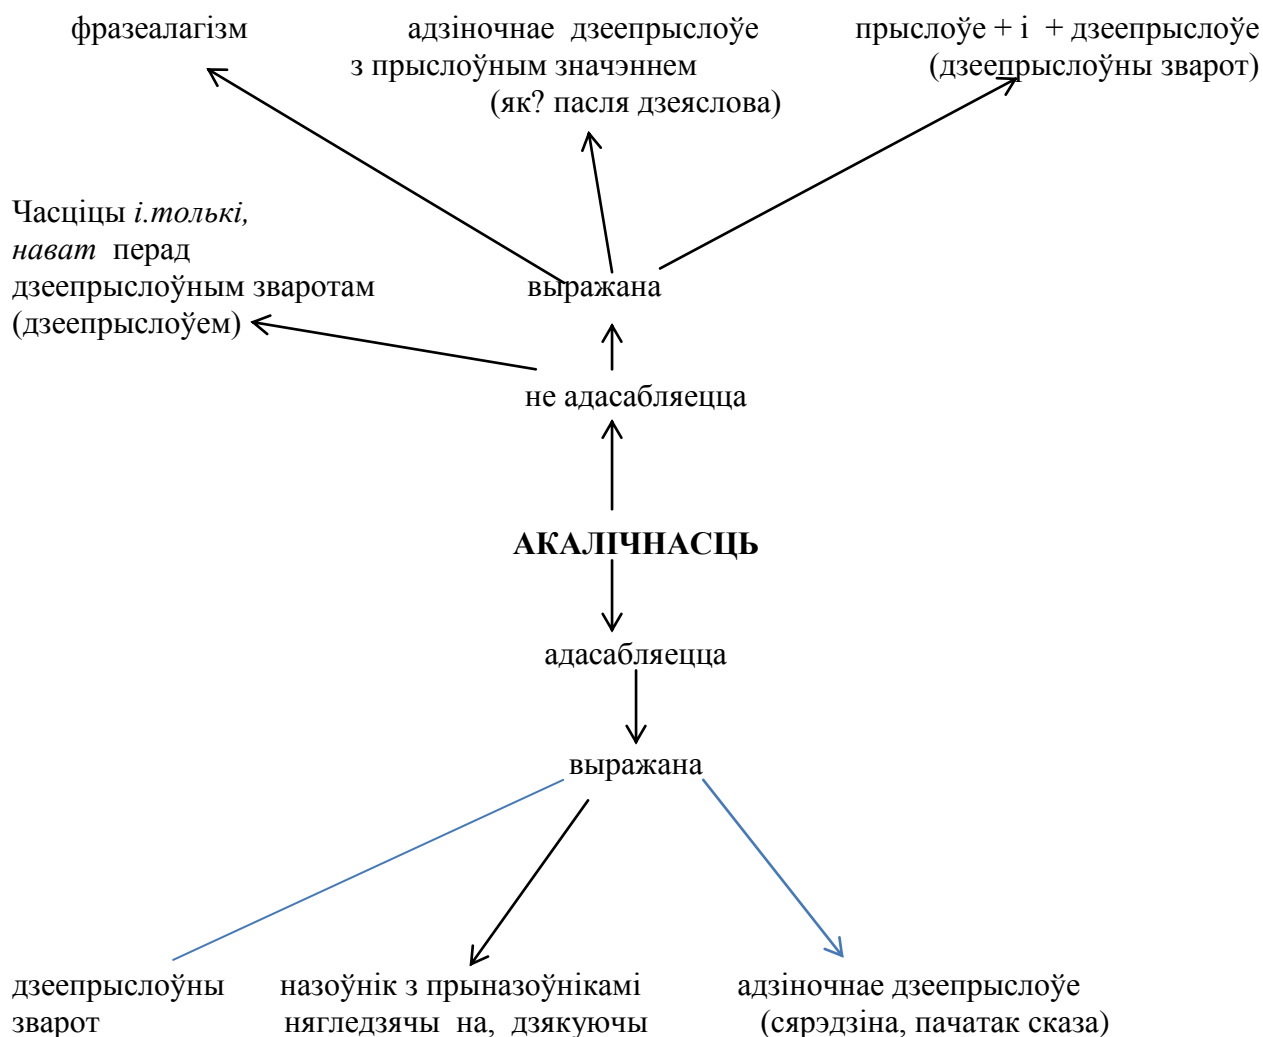 фразеалагізм
адзіночнае дзеепрыслоўе
з прыслоўным значэннем
(як? пасля дзеяслова)
прыслоўе + і + дзеепрыслоўе
(дзеепрыслоўны зварот)
Часціцы і.толькі,
нават перад
дзеепрыслоўным зваротам
(дзеепрыслоўем)
выражана
не адасабляецца
АКАЛІЧНАСЦЬ
адасабляецца
выражана
дзеепрыслоўны
зварот
назоўнік з прыназоўнікамі
нягледзячы на, дзякуючы
адзіночнае дзеепрыслоўе
(сярэдзіна, пачатак сказа)